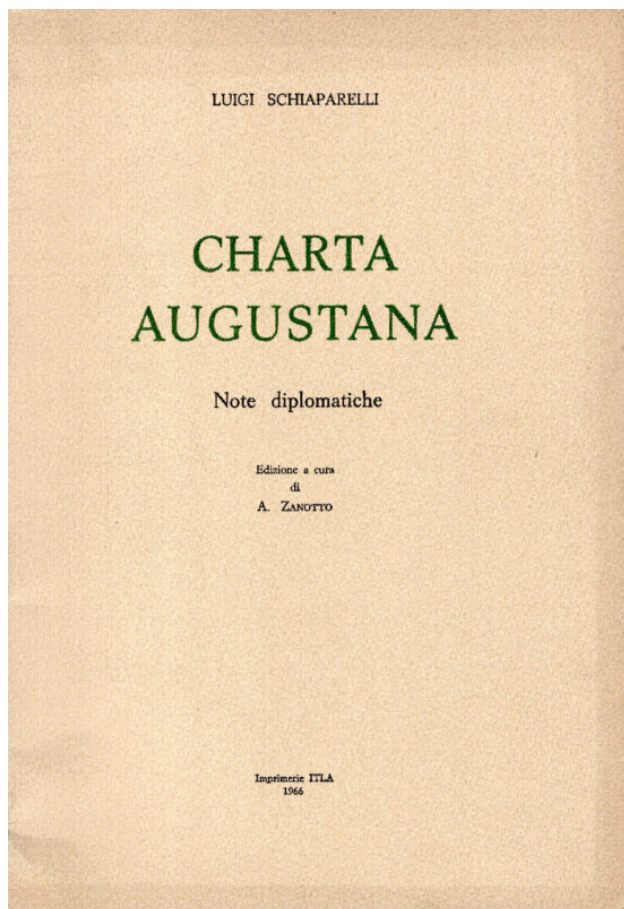 LUIGI SCHIAPARELLI
CHARTA
AUGUSTANA
Note diplomatiche
Edizione a cura
di
A. ZANOTTO
Imprimerie ITLA
1966